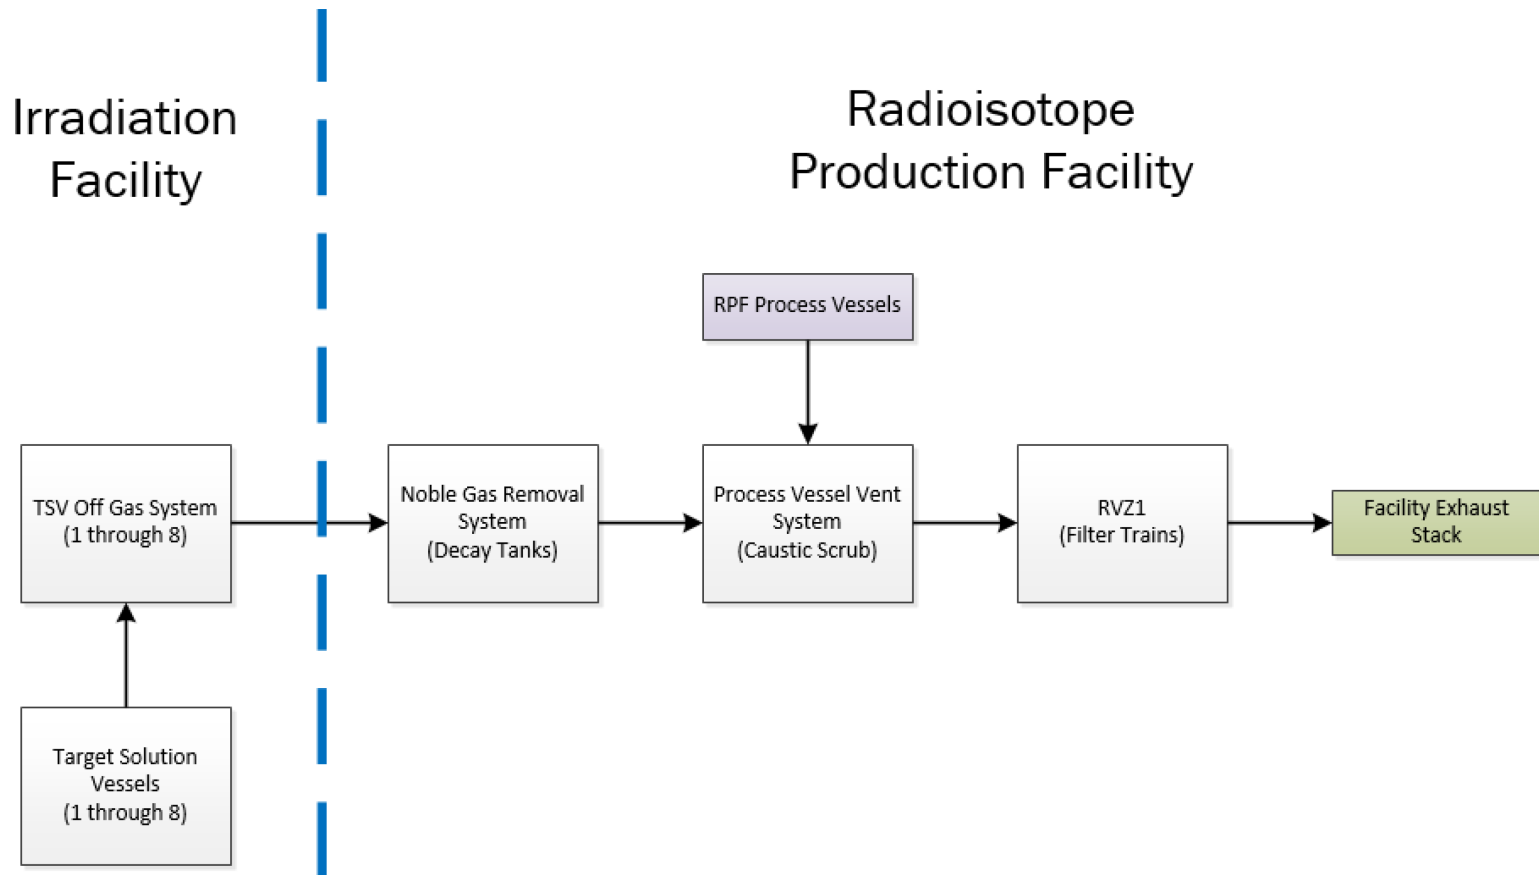 Irradiation
Facility
Radioisotope
Production Facility
RPF Process Vessels
TSV Off Gas System
(1 through 8)
Noble Gas Removal
System
(Decay Tanks)
Process Vessel Vent
System
(Caustic Scrub)
RVZ1
(Filter Trains)
Facility Exhaust
Stack
Target Solution
Vessels
(1 through 8)